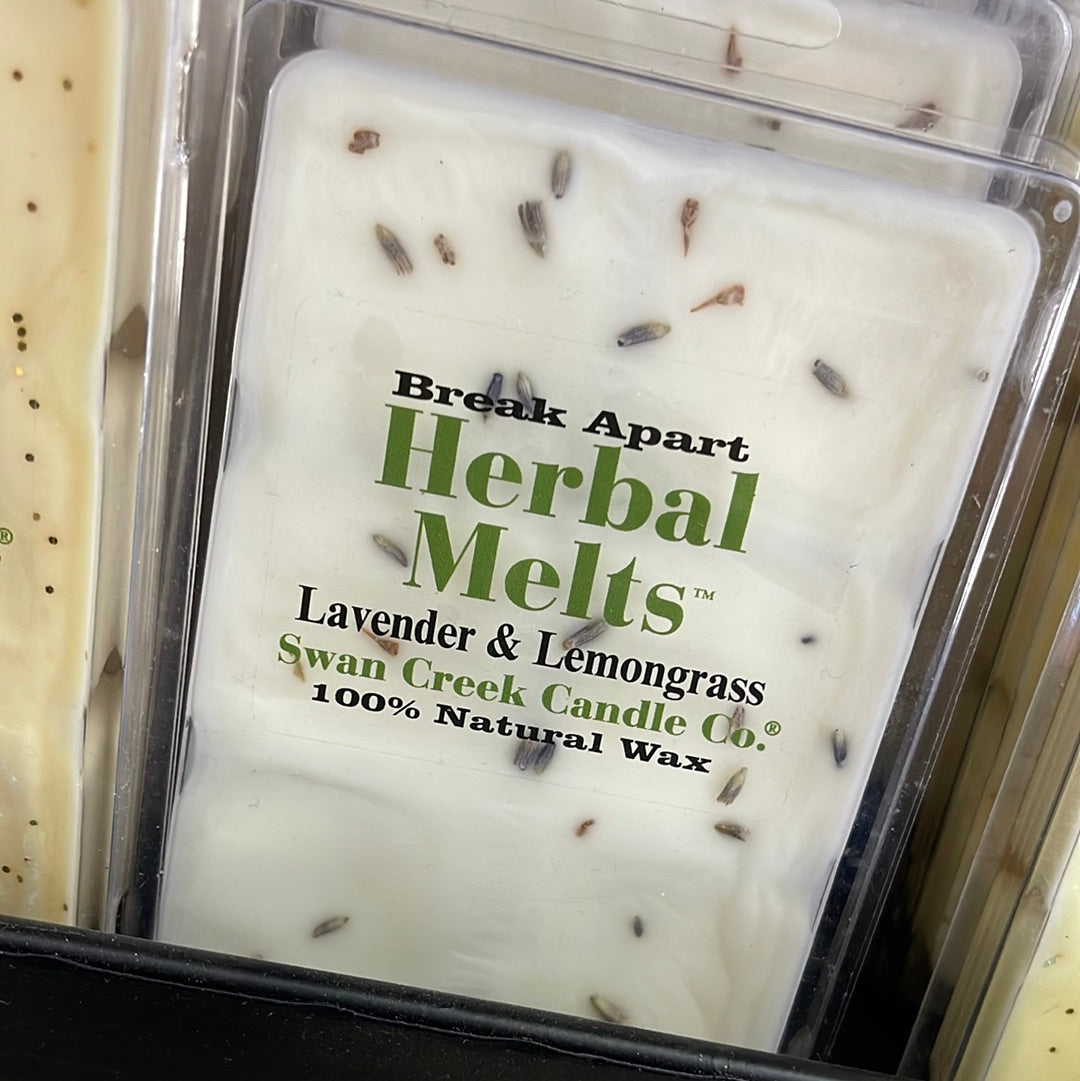 Break Apart
Herbal
Melts™
Lavender & Lemongrass
Swan Creek Candle Co.®
100% Natural Wax
®